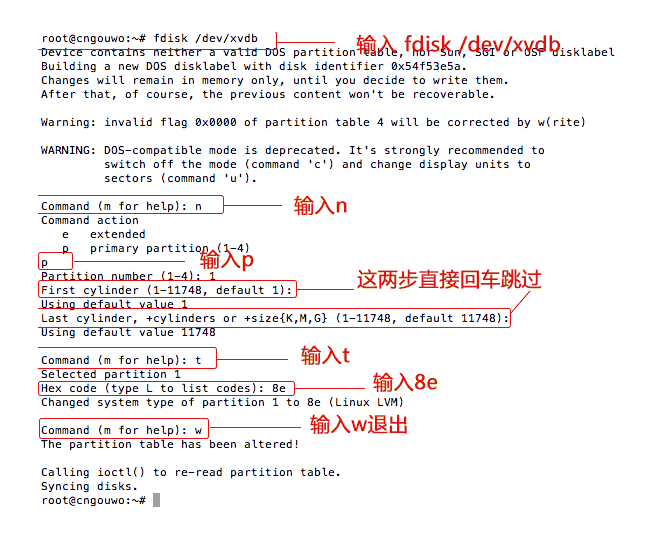 root@cngouwo:~# fdisk /dev/xvdb
输入 fdisk /dev/xvdb
Device contains neither a valid DOS partition table, nor Sun, SGI or OSF disklabel
Building a new DOS disklabel with disk identifier 0x54f53e5a.
Changes will remain in memory only, until you decide to write them.
After that, of course, the previous content won't be recoverable.
Warning: invalid flag 0x0000 of partition table 4 will be corrected by w(rite)
WARNING: DOS-compatible mode is deprecated. It's strongly recommended to
switch off the mode (command 'c') and change display units to
sectors (command 'u').
Command (m for help): n
输入n
Command action
e extended
p primary partition (1-4)
p
输入p
Partition number (1-4): 1
First cylinder (1-11748, default 1):
这两步直接回车跳过
Using default value 1
Last cylinder, +cylinders or +size{K,M,G} (1-11748, default 11748):
Using default value 11748
Command (m for help): t
输入t
Selected partition 1
Hex code (type L to list codes): 8e
输入8e
Changed system type of partition 1 to 8e (Linux LVM)
Command (m for help): w
输入w退出
The partition table has been altered!
Calling ioctl() to re-read partition table.
Syncing disks.
root@cngouwo:~#